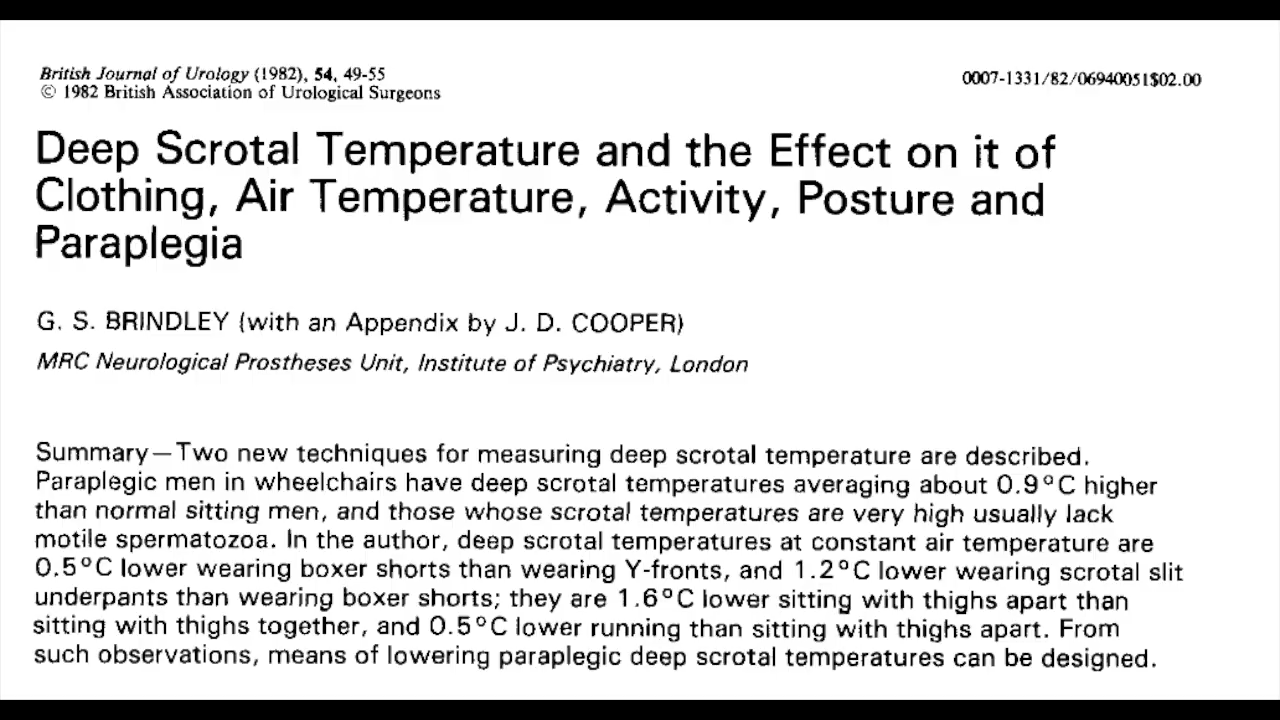 British Journal of Urology (1982), 54, 49-55
© 1982 British Association of Urological Surgeons
0007-1331/82/06940051$02.00
Deep Scrotal Temperature and the Effect on it of
Clothing, Air Temperature, Activity, Posture and
Paraplegia
G. S. BRINDLEY (with an Appendix by J. D. COOPER)
MRC Neurological Prostheses Unit, Institute of Psychiatry, London
Summary—Two new techniques for measuring deep scrotal temperature are described.
Paraplegic men in wheelchairs have deep scrotal temperatures averaging about 0.9°C higher
than normal sitting men, and those whose scrotal temperatures are very high usually lack
motile spermatozoa. In the author, deep scrotal temperatures at constant air temperature are
0.5°C lower wearing boxer shorts than wearing Y-fronts, and 1.2°C lower wearing scrotal slit
underpants than wearing boxer shorts; they are 1.6°C lower sitting with thighs apart than
sitting with thighs together, and 0.5°C lower running than sitting with thighs apart. From
such observations, means of lowering paraplegic deep scrotal temperatures can be designed.